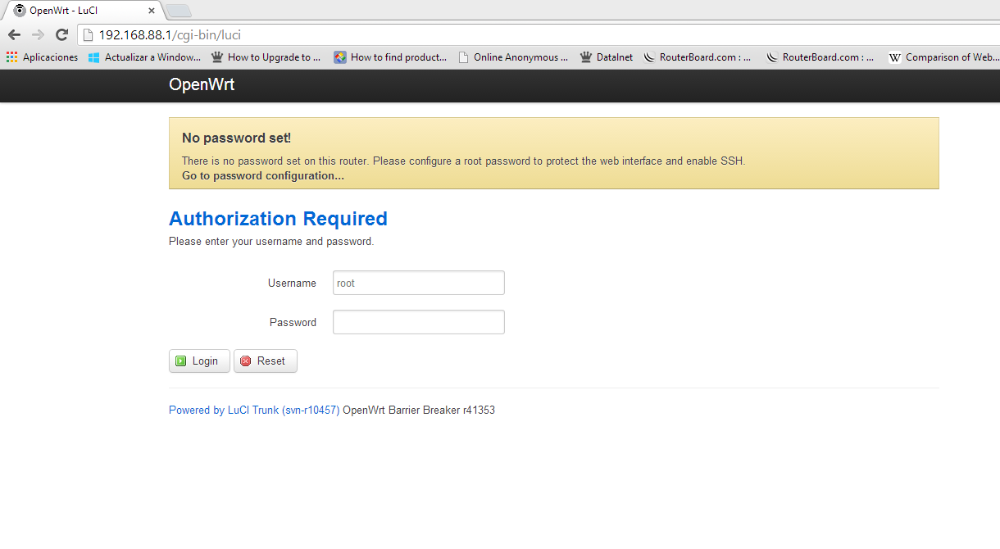 OpenWrt - LuCI
192.168.88.1/cgi-bin/luci
Aplicaciones Actualizar a Window... How to Upgrade to ... How to find product... Online Anonymous ... DataInet RouterBoard.com : ... RouterBoard.com : ... Comparison of Web...
OpenWrt
No password set!
There is no password set on this router. Please configure a root password to protect the web interface and enable SSH.
Go to password configuration...
Authorization Required
Please enter your username and password.
Username root
Password
Login Reset
Powered by LuCI Trunk (svn-r10457) OpenWrt Barrier Breaker r41353